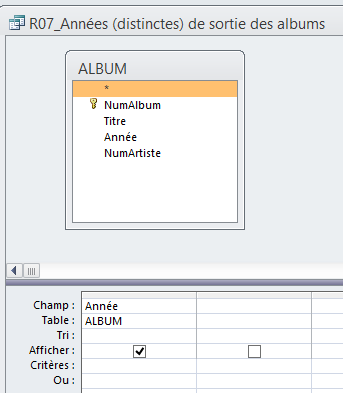 R07_Années (distinctes) de sortie des albums
ALBUM
*
NumAlbum
Titre
Année
NumArtiste
Champ : Année
Table : ALBUM
Tri :
Afficher :
Critères :
Ou :